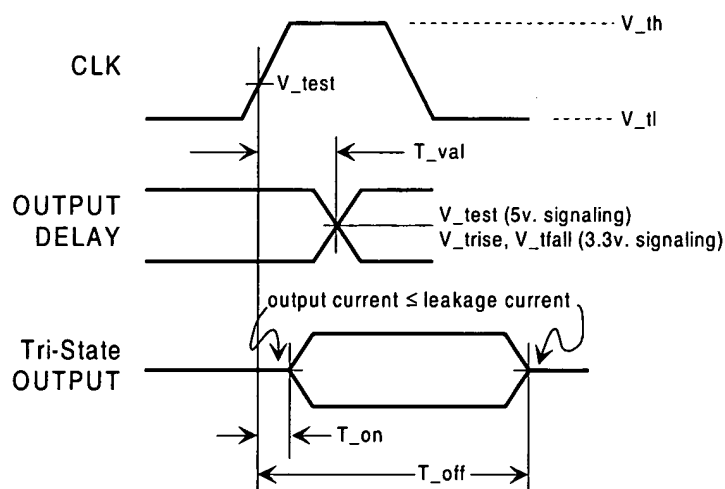 V_th
CLK
V_test
V_tl
T_val
OUTPUT
DELAY
V_test (5v. signaling)
V_trise, V_tfall (3.3v. signaling)
output current ≤ leakage current
Tri-State
OUTPUT
T_on
T_off